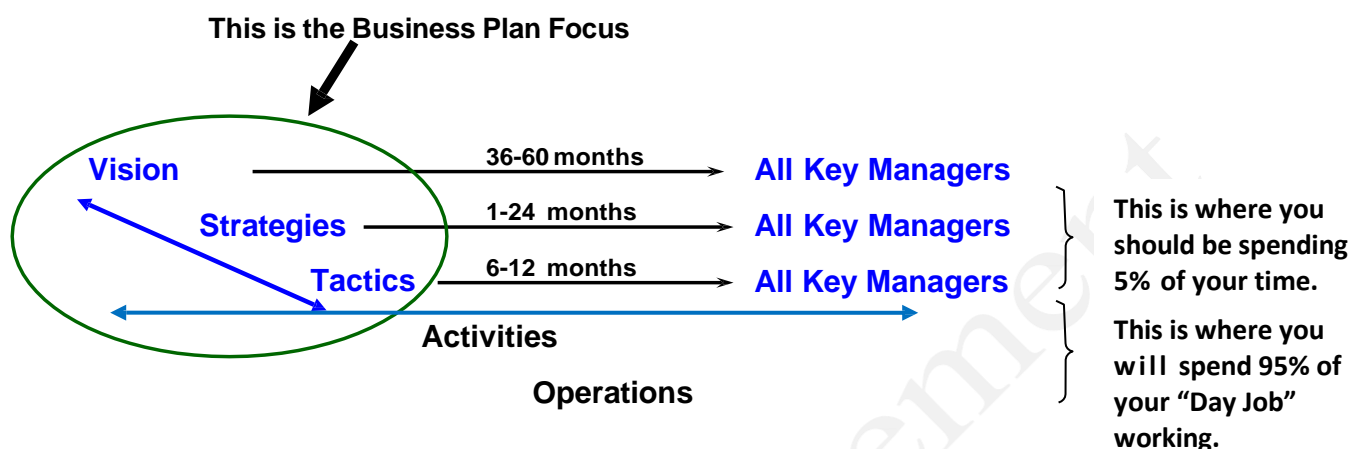 This is the Business Plan Focus
Vision
36-60 months
All Key Managers
Strategies
1-24 months
All Key Managers
Tactics
6-12 months
All Key Managers
This is where you
should be spending
5% of your time.
Activities
Operations
This is where you
will spend 95% of
your “Day Job”
working.